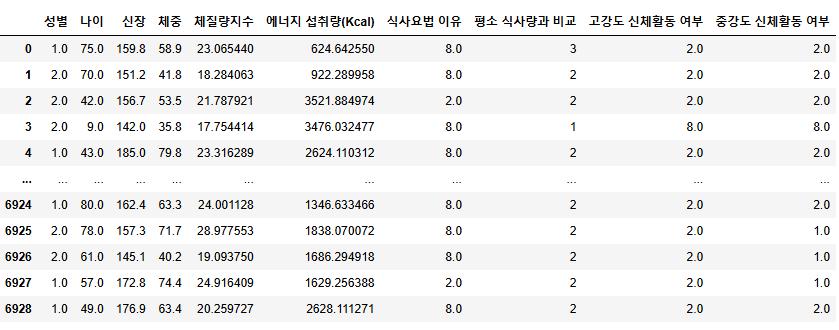 성별 나이 신장 체중 체질량지수 에너지 섭취량(Kcal) 식사요법 이유 평소 식사량과 비교 고강도 신체활동 여부 중강도 신체활동 여부
0 1.0 75.0 159.8 58.9 23.065440 624.642550 8.0 3 2.0 2.0
1 2.0 70.0 151.2 41.8 18.284063 922.289958 8.0 2 2.0 2.0
2 2.0 42.0 156.7 53.5 21.787921 3521.884974 2.0 2 2.0 2.0
3 2.0 9.0 142.0 35.8 17.754414 3476.032477 8.0 1 8.0 8.0
4 1.0 43.0 185.0 79.8 23.316289 2624.110312 8.0 2 2.0 2.0
... ... ... ... ... ... ... ... ... ... ...
6924 1.0 80.0 162.4 63.3 24.001128 1346.633466 8.0 2 2.0 2.0
6925 2.0 78.0 157.3 71.7 28.977553 1838.070072 8.0 2 2.0 1.0
6926 2.0 61.0 145.1 40.2 19.093750 1686.294918 8.0 2 2.0 1.0
6927 1.0 57.0 172.8 74.4 24.916409 1629.256388 2.0 2 2.0 1.0
6928 1.0 49.0 176.9 63.4 20.259727 2628.111271 8.0 2 2.0 2.0